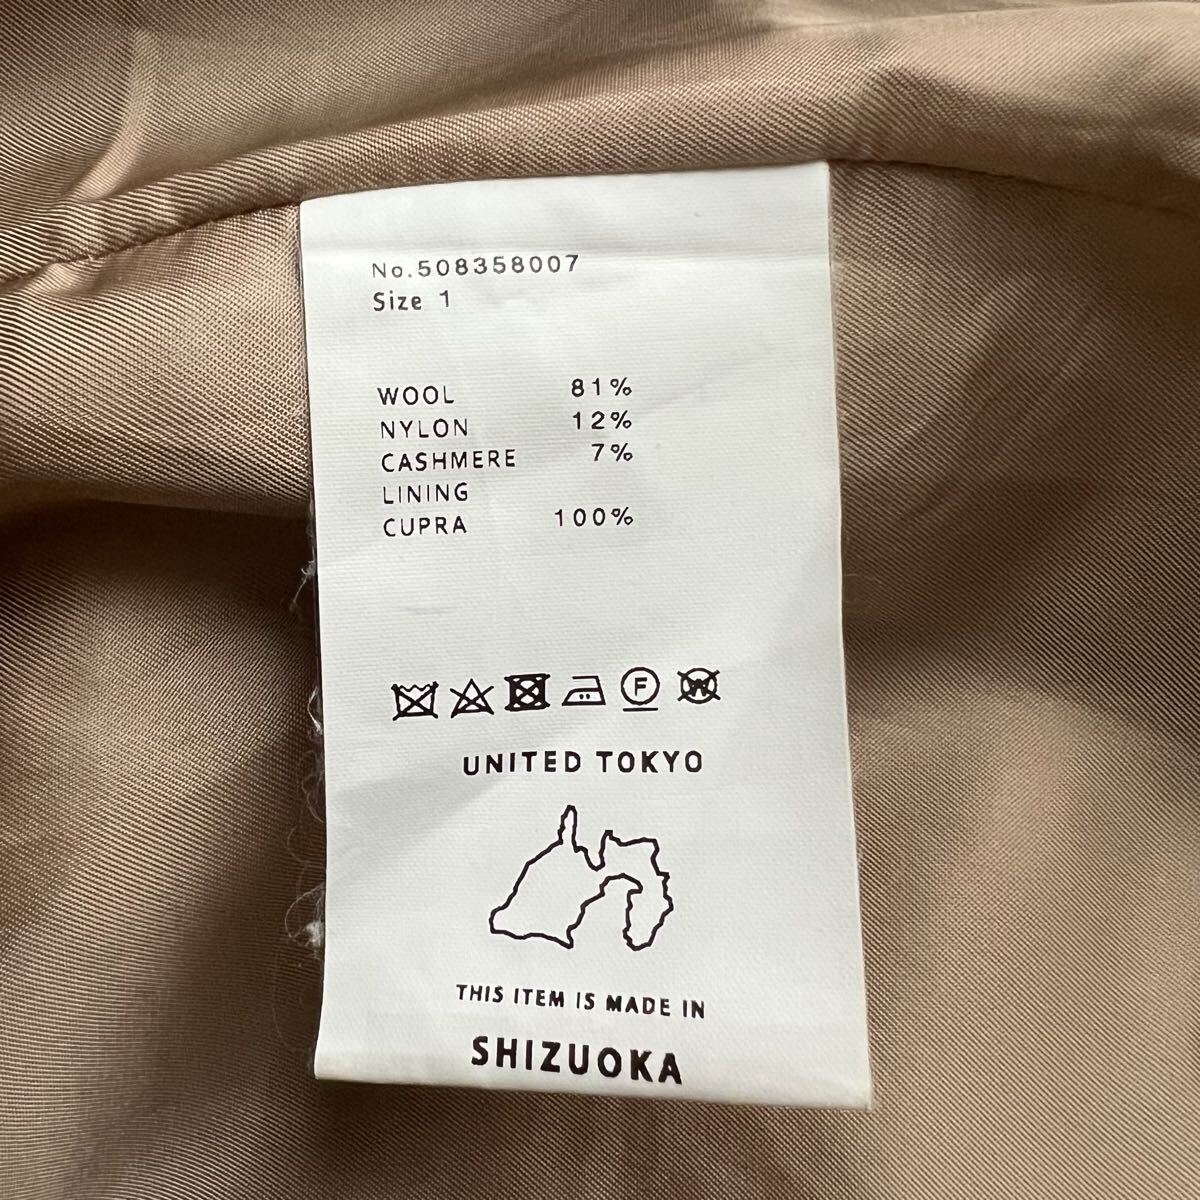 No.508358007
Size 1
WOOL 81%
NYLON 12%
CASHMERE 7%
LINING
CUPRA 100%
F W
UNITED TOKYO
THIS ITEM IS MADE IN
SHIZUOKA